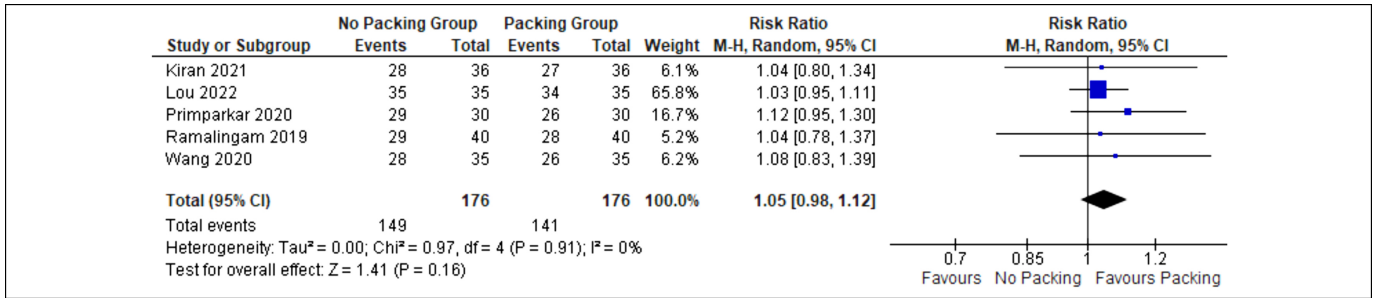 No Packing Group Packing Group Risk Ratio Risk Ratio
Study or Subgroup Events Total Events Total Weight M-H, Random, 95% CI M-H, Random, 95% CI
Kiran 2021 28 36 27 36 6.1% 1.04 [0.80, 1.34]
Lou 2022 35 35 34 35 65.8% 1.03 [0.95, 1.11]
Primparkar 2020 29 30 26 30 16.7% 1.12 [0.95, 1.30]
Ramalingam 2019 29 40 28 40 5.2% 1.04 [0.78, 1.37]
Wang 2020 28 35 26 35 6.2% 1.08 [0.83, 1.39]
Total (95% CI) 176 176 100.0% 1.05 [0.98, 1.12]
Total events 149 141
Heterogeneity: Tau² = 0.00; Chi² = 0.97, df = 4 (P = 0.91); I² = 0%
Test for overall effect: Z = 1.41 (P = 0.16)
0.7 0.85 1 1.2
Favours No Packing Favours Packing